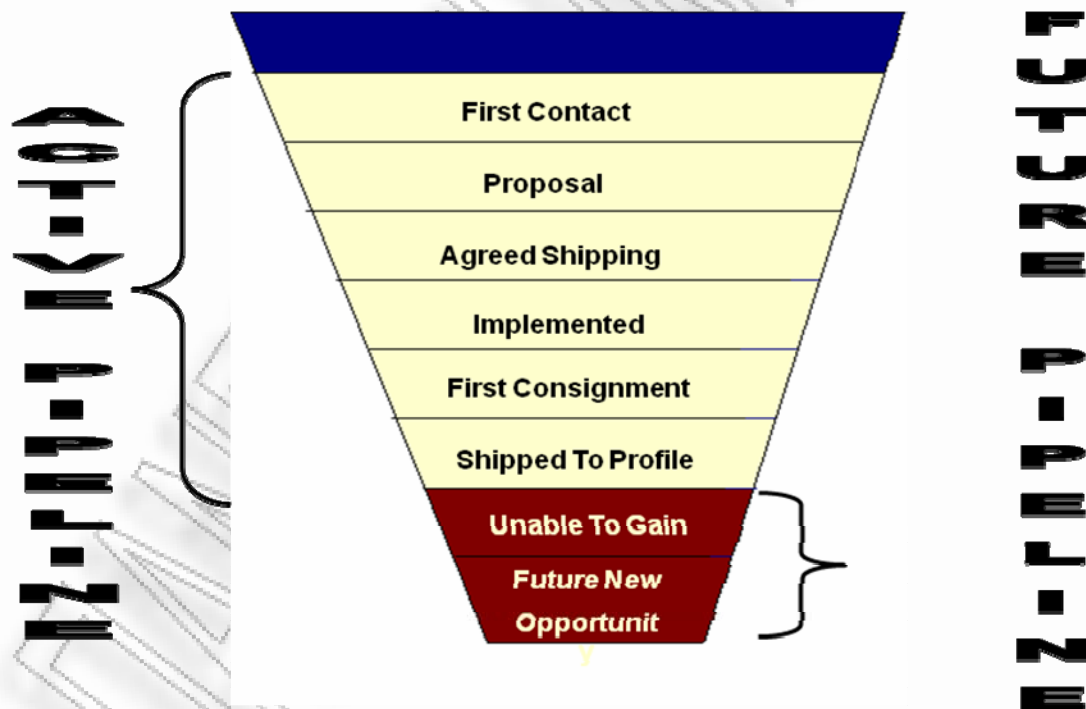 ACTIVE PIPELINE
First Contact
Proposal
Agreed Shipping
Implemented
First Consignment
Shipped To Profile
Unable To Gain
Future New
Opportunit
y
FUTURE PIPELINE